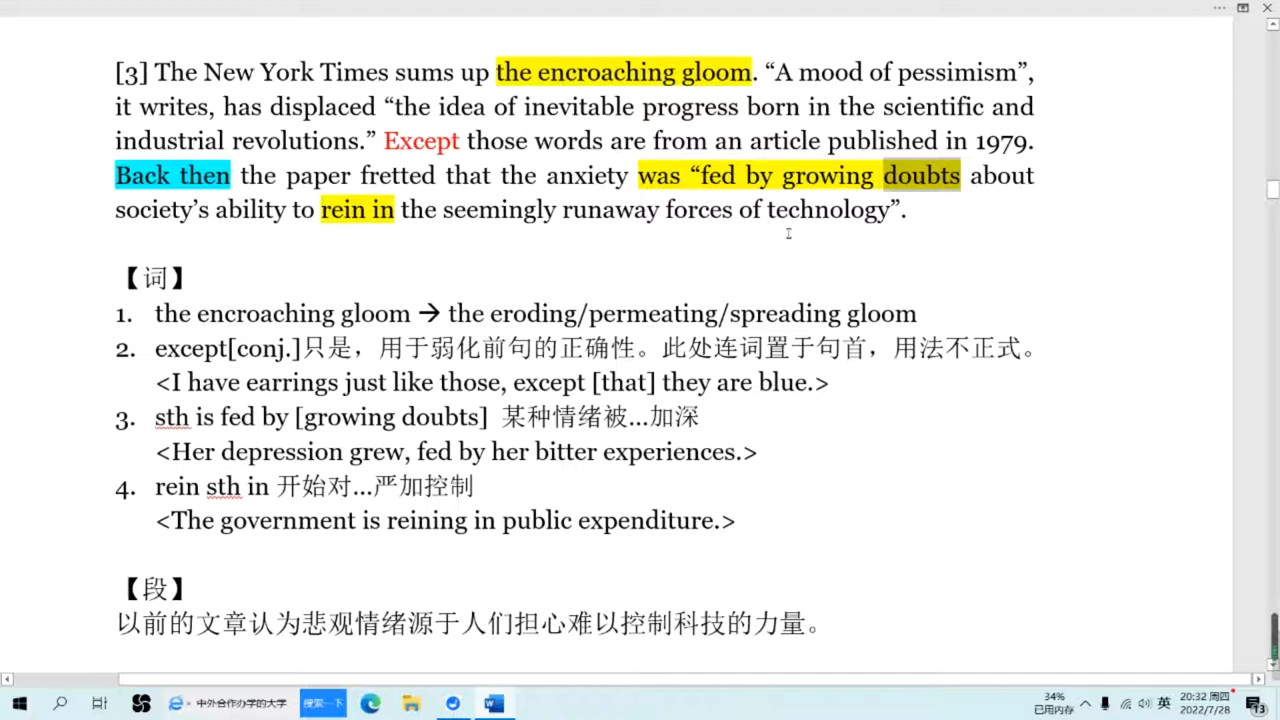 [3] The New York Times sums up the encroaching gloom. “A mood of pessimism”,
it writes, has displaced “the idea of inevitable progress born in the scientific and
industrial revolutions.” Except those words are from an article published in 1979.
Back then the paper fretted that the anxiety was “fed by growing doubts about
society’s ability to rein in the seemingly runaway forces of technology”.
【词】
1. the encroaching gloom → the eroding/permeating/spreading gloom
2. except[conj.]只是，用于弱化前句的正确性。此处连词置于句首，用法不正式。
<I have earrings just like those, except [that] they are blue.>
3. sth is fed by [growing doubts] 某种情绪被…加深
<Her depression grew, fed by her bitter experiences.>
4. rein sth in 开始对…严加控制
<The government is reining in public expenditure.>
【段】
以前的文章认为悲观情绪源于人们担心难以控制科技的力量。
中外合作办学的大学 搜索一下
34% 英 20:32 周四
已用内存 2022/7/28 13